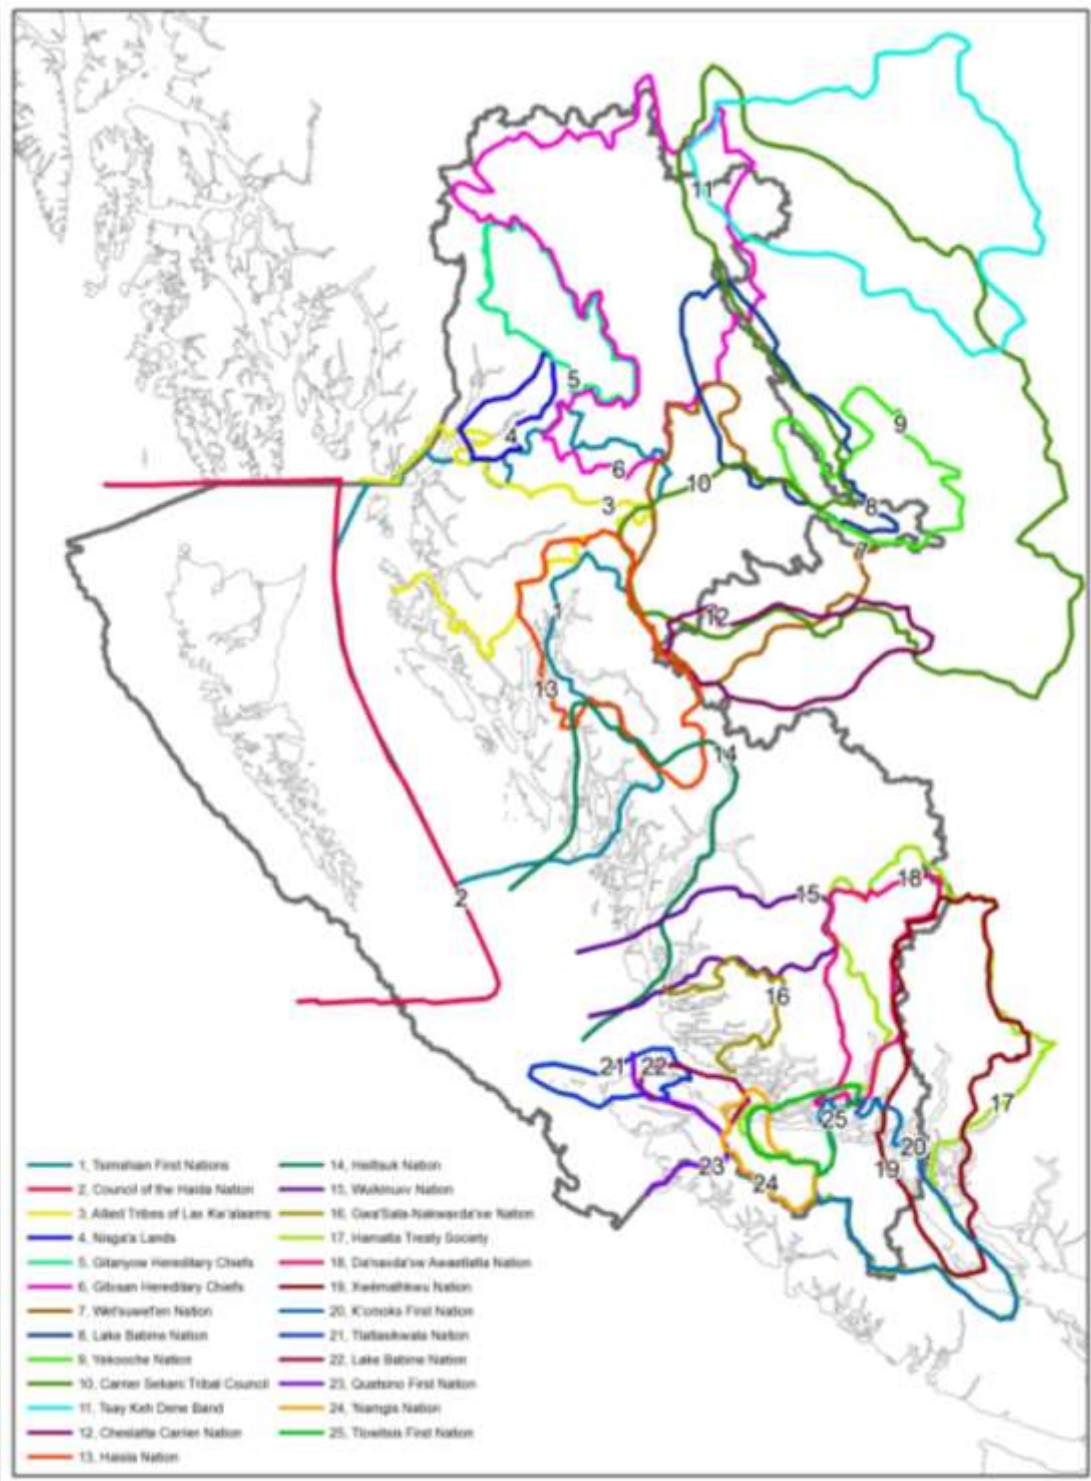 11
5
4
9
6
10
3
8
7
1
12
13
14
2
15
18
16
21
22
17
25
20
23
19
24
1, Tsimshian First Nations
2, Council of the Haida Nation
3, Allied Tribes of Lax Kw'alaams
4, Nisga'a Lands
5, Gitanyow Hereditary Chiefs
6, Gitxsan Hereditary Chiefs
7, Wet'suwet'en Nation
8, Lake Babine Nation
9, Yekooche Nation
10, Carrier Sekani Tribal Council
11, Tsay Keh Dene Band
12, Cheslatta Carrier Nation
13, Haisla Nation
14, Heiltsuk Nation
15, Wuikinuxv Nation
16, Gwa'Sala-Nakwaxda'xw Nation
17, Hamatla Treaty Society
18, Da'naxda'xw Awaetlatla Nation
19, Xwémalhkwu Nation
20, K'omoks First Nation
21, Tlatlasikwala Nation
22, Lake Babine Nation
23, Quatsino First Nation
24, 'Namgis Nation
25, Tlowitsis First Nation